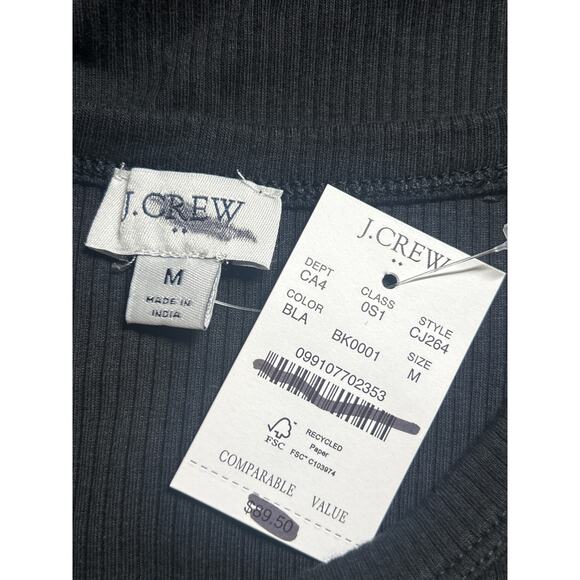 J.CREW
M
MADE IN
INDIA
J.CREW
DEPT CLASS STYLE
CA4 0S1 CJ264
COLOR SIZE
BLA BK0001 M
099107702353
FSC
RECYCLED
Paper
FSC™ C103974
COMPARABLE VALUE
$89.50